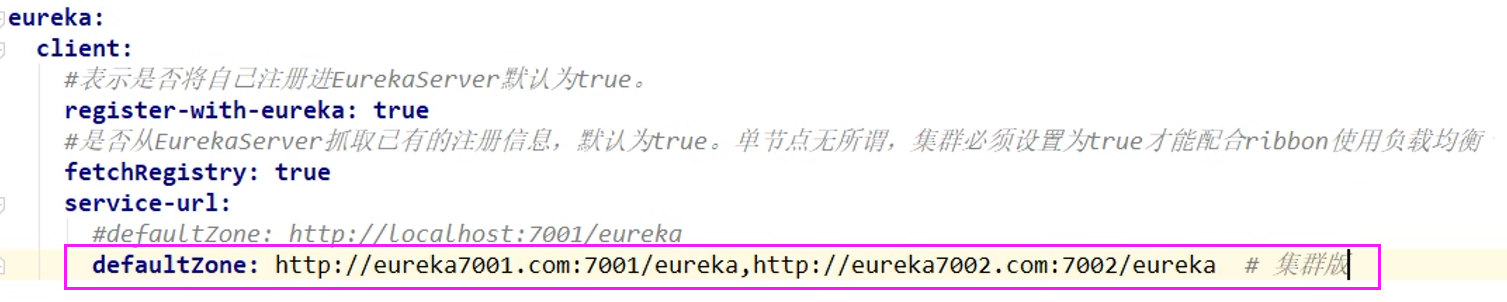 eureka:
client:
#表示是否将自己注册进EurekaServer默认为true。
register-with-eureka: true
#是否从EurekaServer抓取已有的注册信息，默认为true。单节点无所谓，集群必须设置为true才能配合ribbon使用负载均衡
fetchRegistry: true
service-url:
#defaultZone: http://localhost:7001/eureka
defaultZone: http://eureka7001.com:7001/eureka,http://eureka7002.com:7002/eureka  # 集群版